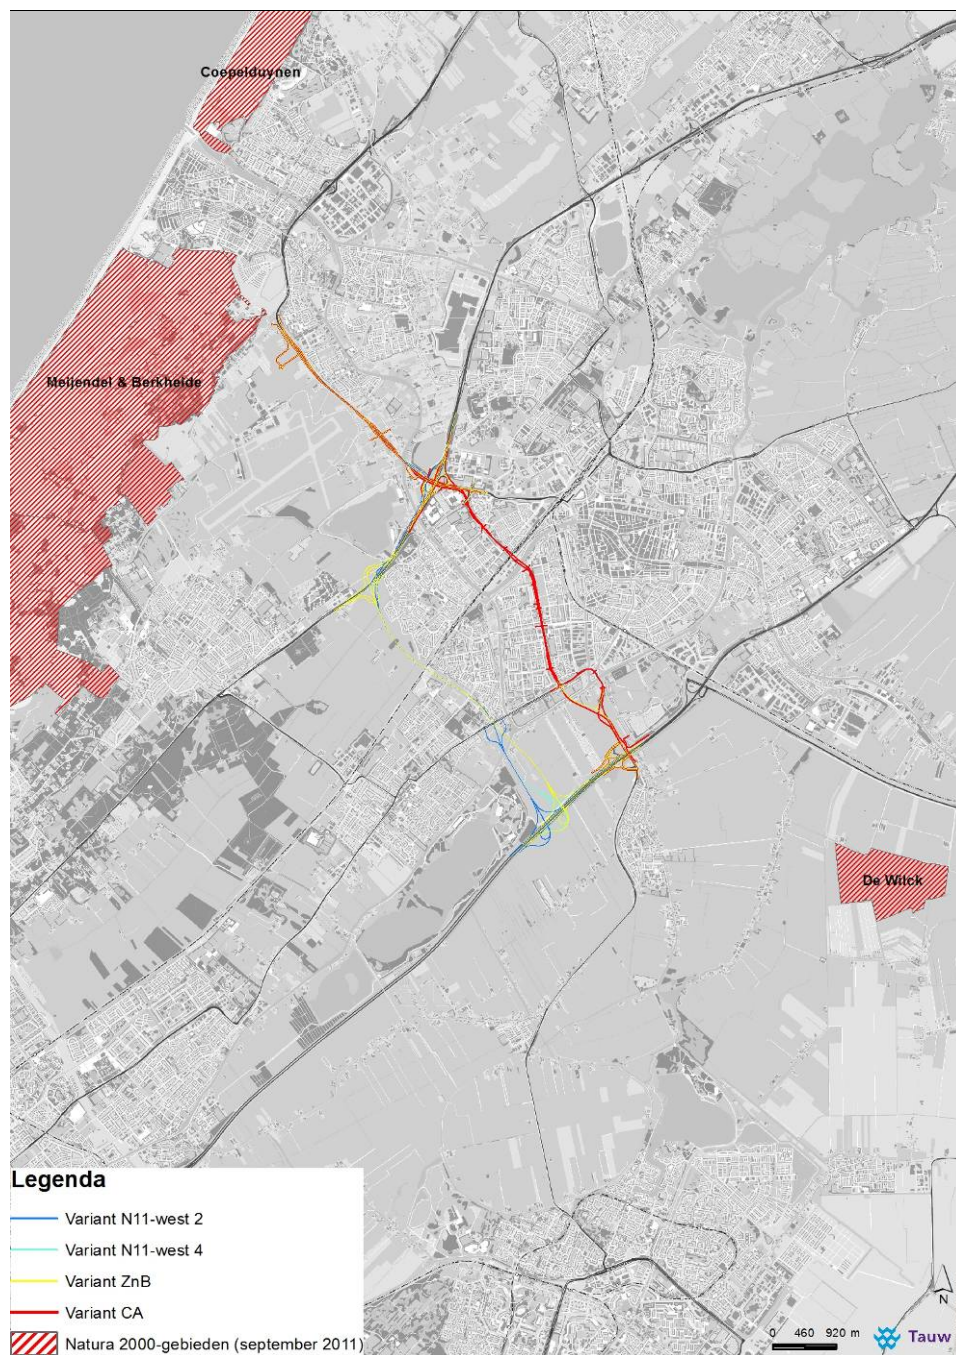 Coepelduynen
Meijendel & Berkheide
De Wilck
Legenda
Variant N11-west 2
Variant N11-west 4
Variant ZnB
Variant CA
Natura 2000-gebieden (september 2011)
N
0 460 920 m
Tauw